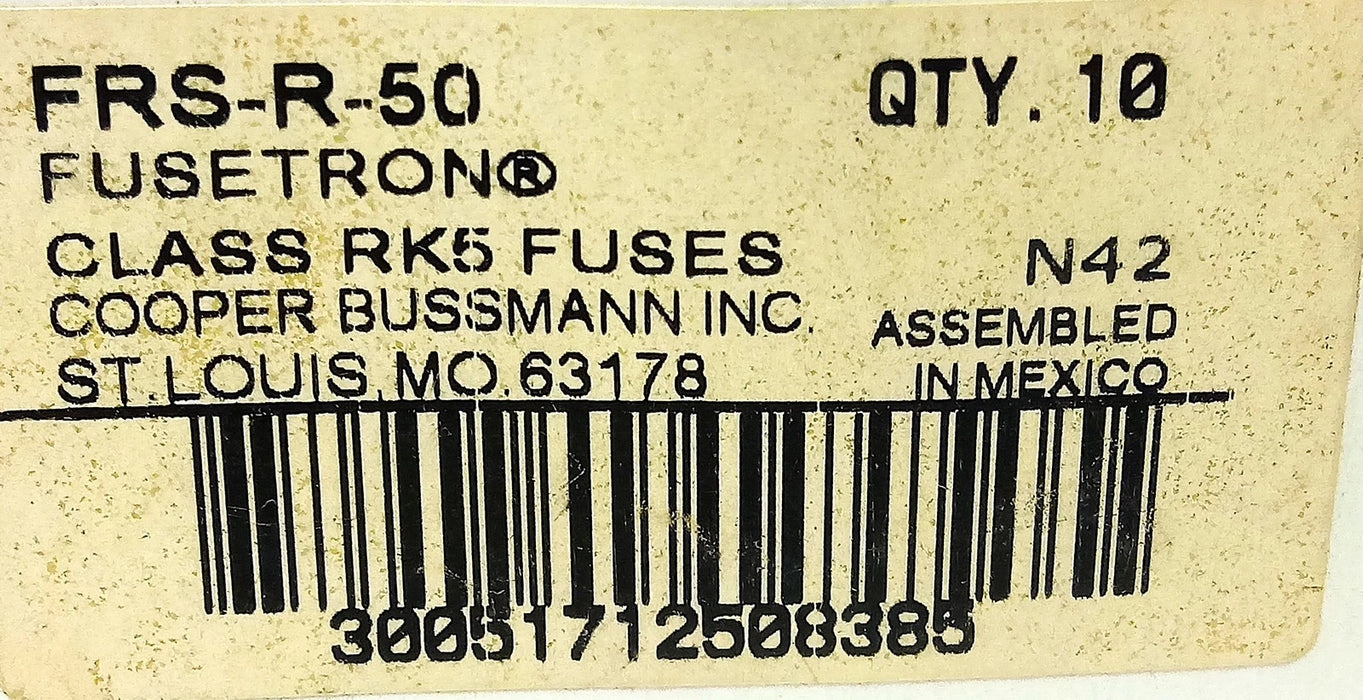 FRS-R-50 QTY. 10
FUSETRON®
CLASS RK5 FUSES N42
COOPER BUSSMANN INC. ASSEMBLED
ST.LOUIS,MO.63178 IN MEXICO
30051712508385